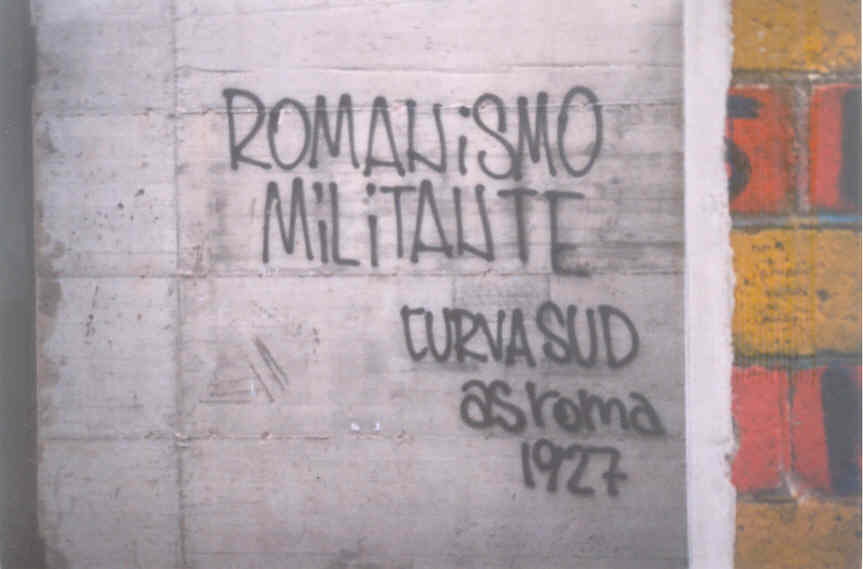 ROMANiSMO
MiLiTANTE
CURVA SUD
as roma
1927